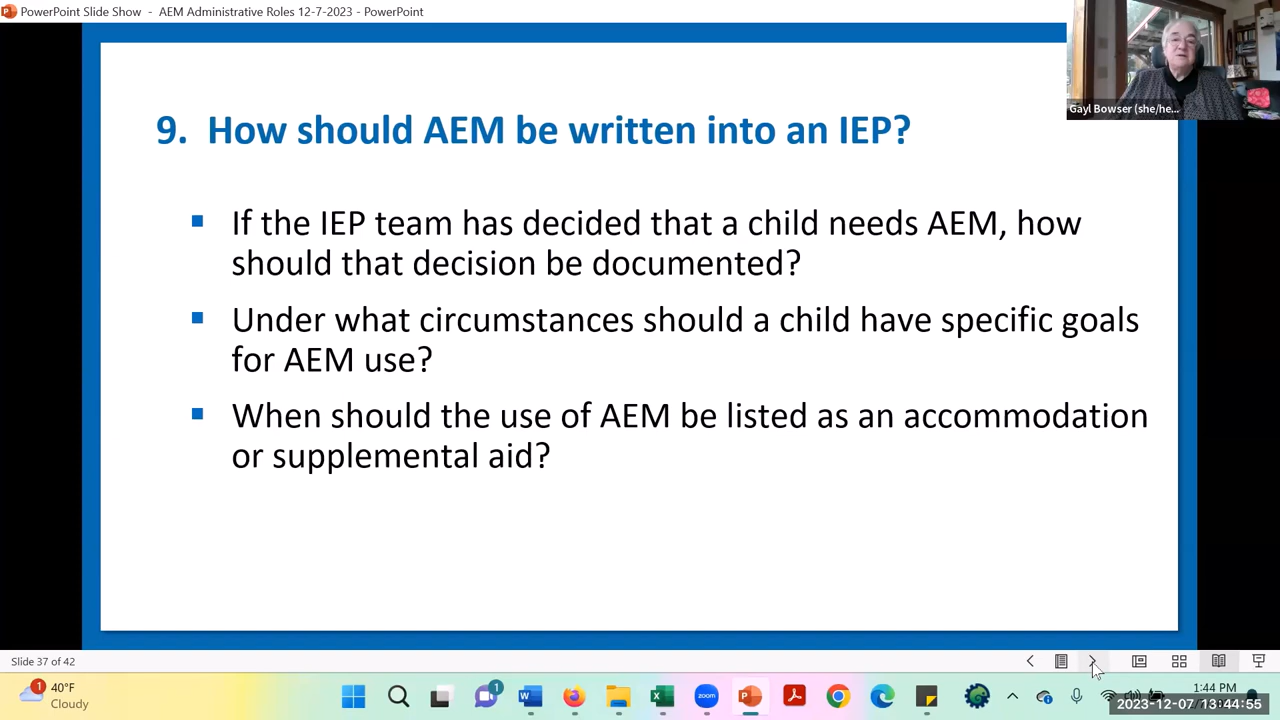 PowerPoint Slide Show - AEM Administrative Roles 12-7-2023 - PowerPoint
Gayl Bowser (she/he...
9. How should AEM be written into an IEP?
If the IEP team has decided that a child needs AEM, how
should that decision be documented?
Under what circumstances should a child have specific goals
for AEM use?
When should the use of AEM be listed as an accommodation
or supplemental aid?
Slide 37 of 42
1
40°F
Cloudy
1
1:44 PM
2023-12-07 13:44:55